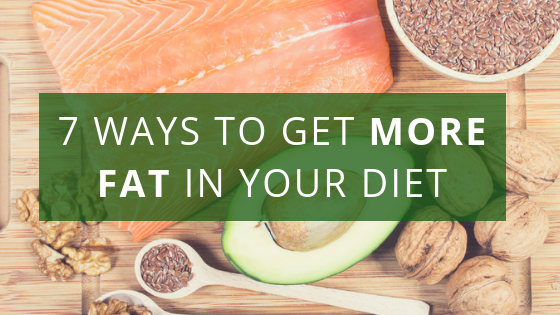 7 WAYS TO GET MORE
FAT IN YOUR DIET